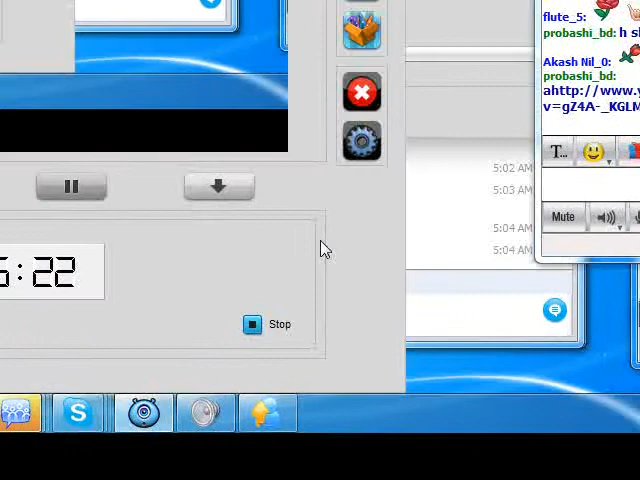 flute_5:
probashi_bd: h s
Akash Nil_0:
probashi_bd:
ahttp://www.y
v=gZ4A-_KGLM
T...
5:02 AM
5:03 AM
Mute
5:04 AM
5:04 AM
:22
Stop